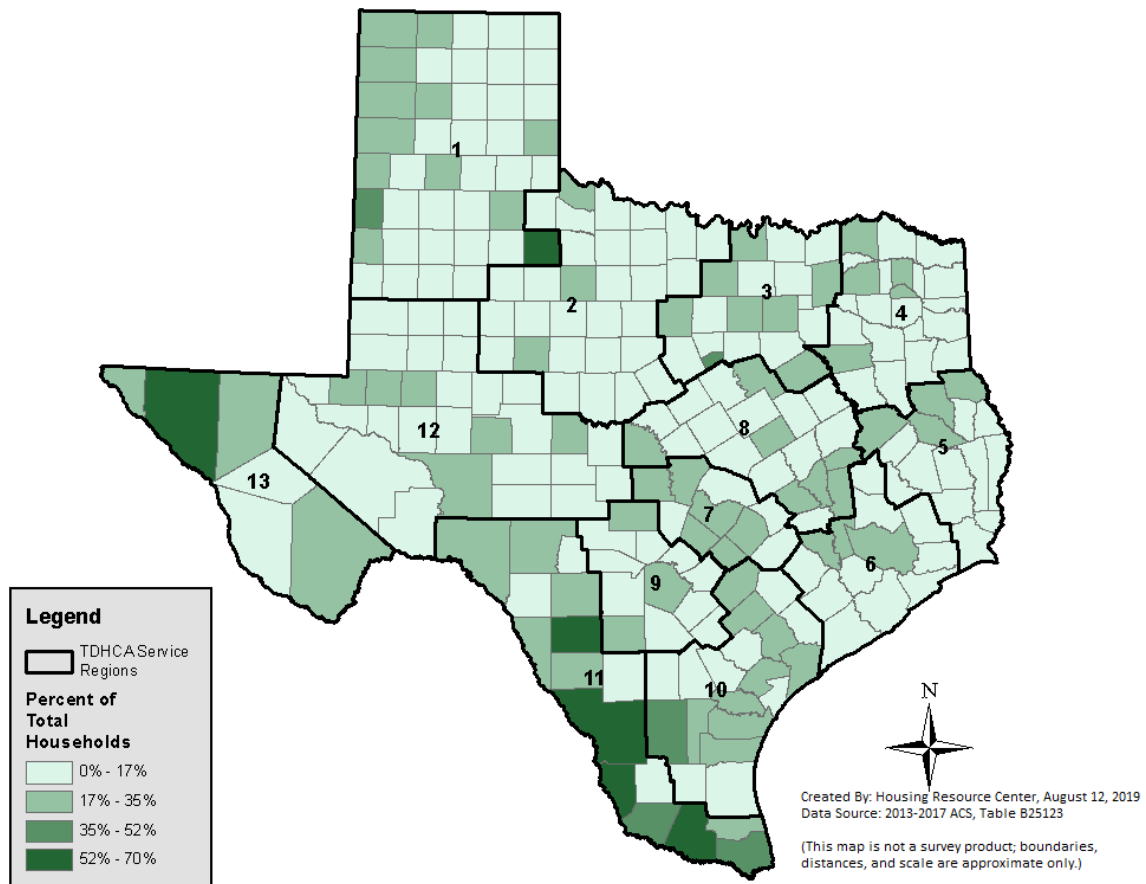 1
2
3
4
5
6
7
8
9
10
11
12
13
N
Legend
TDHCA Service
Regions
Percent of
Total
Households
0% - 17%
17% - 35%
35% - 52%
52% - 70%
Created By: Housing Resource Center, August 12, 2019
Data Source: 2013-2017 ACS, Table B25123
(This map is not a survey product; boundaries,
distances, and scale are approximate only.)